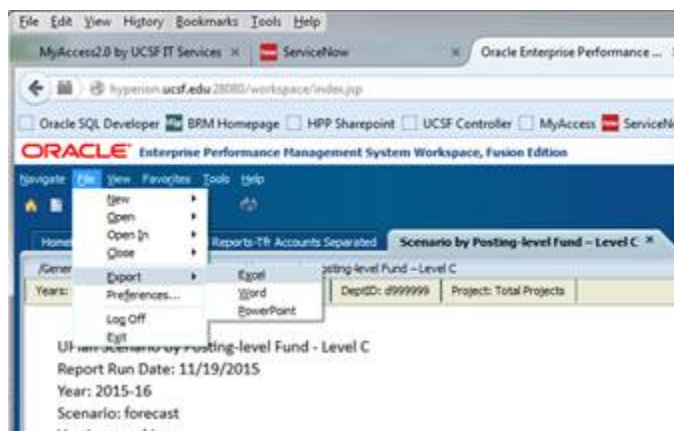 File Edit View History Bookmarks Tools Help
MyAccess2.0 by UCSF IT Services × ServiceNow × Oracle Enterprise Performance ...
hyperion.ucsf.edu:28080/workspace/index.jsp
Oracle SQL Developer BRM Homepage HPP Sharepoint UCSF Controller MyAccess ServiceN
ORACLE Enterprise Performance Management System Workspace, Fusion Edition
Navigate File View Favorites Tools Help
New
Open
Open In
Close
Home Reports-Tfr Accounts Separated Scenario by Posting-level Fund – Level C ×
/Gener osting-level Fund – Level C
Export Excel
Years: DeptID: d999999 Project: Total Projects
Preferences... Word
PowerPoint
Log Off
Exit
UPlan Scenario by Posting-level Fund - Level C
Report Run Date: 11/19/2015
Year: 2015-16
Scenario: forecast